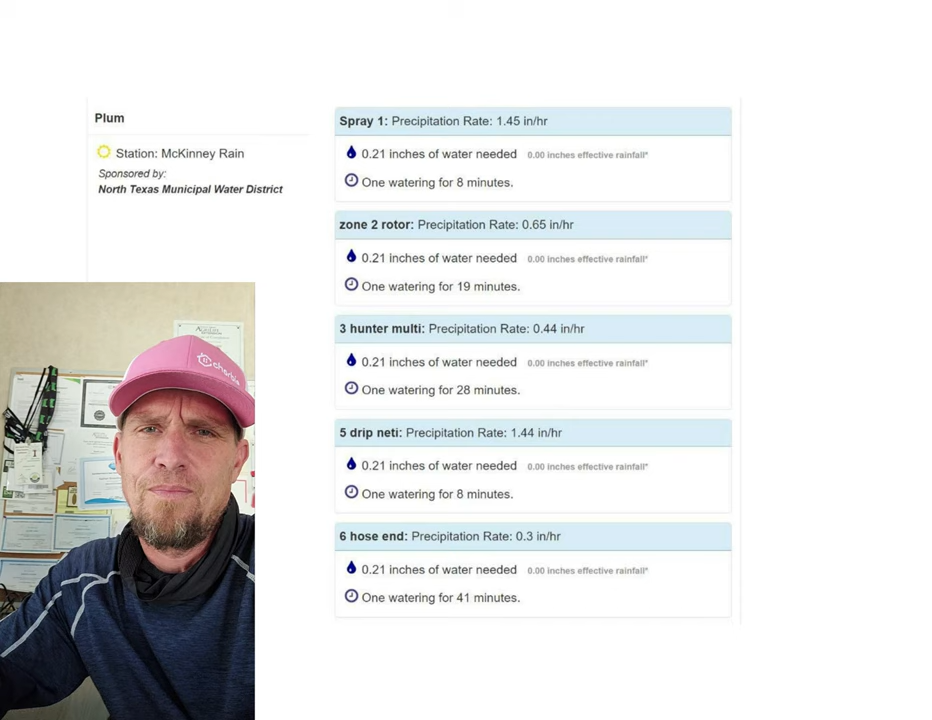 Plum
Station: McKinney Rain
Sponsored by:
North Texas Municipal Water District
Spray 1: Precipitation Rate: 1.45 in/hr
0.21 inches of water needed 0.00 inches effective rainfall*
One watering for 8 minutes.
zone 2 rotor: Precipitation Rate: 0.65 in/hr
0.21 inches of water needed 0.00 inches effective rainfall*
One watering for 19 minutes.
3 hunter multi: Precipitation Rate: 0.44 in/hr
0.21 inches of water needed 0.00 inches effective rainfall*
One watering for 28 minutes.
5 drip neti: Precipitation Rate: 1.44 in/hr
0.21 inches of water needed 0.00 inches effective rainfall*
One watering for 8 minutes.
6 hose end: Precipitation Rate: 0.3 in/hr
0.21 inches of water needed 0.00 inches effective rainfall*
One watering for 41 minutes.